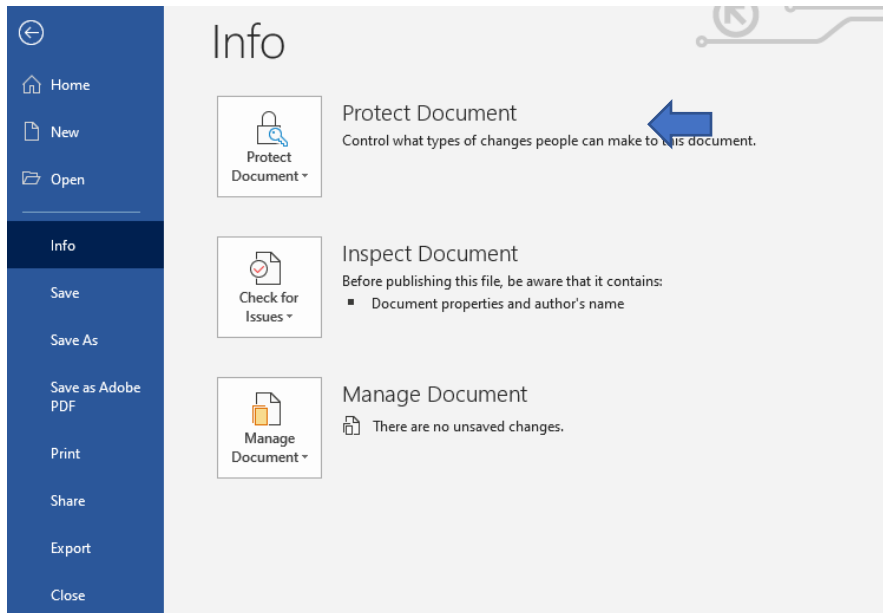 Info
Home
New
Open
Info
Save
Save As
Save as Adobe
PDF
Print
Share
Export
Close
Protect
Document
Protect Document
Control what types of changes people can make to this document.
Check for
Issues
Inspect Document
Before publishing this file, be aware that it contains:
▪ Document properties and author's name
Manage
Document
Manage Document
There are no unsaved changes.